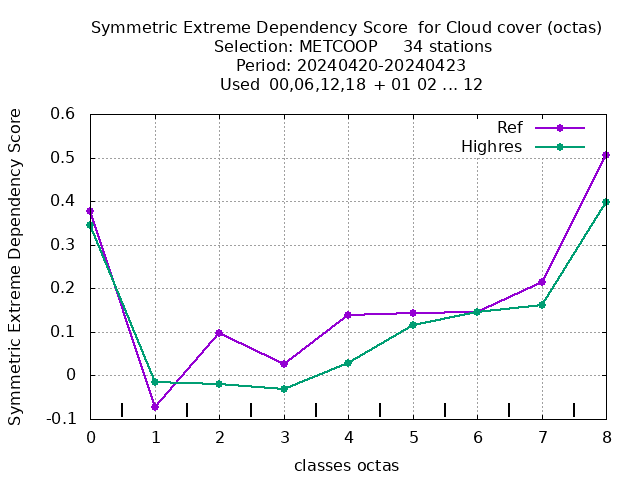 Symmetric Extreme Dependency Score  for Cloud cover (octas)
Selection: METCOOP     34 stations
Period: 20240420-20240423
Used  00,06,12,18  + 01 02 ... 12
Ref
Highres
Symmetric Extreme Dependency Score
0.6
0.5
0.4
0.3
0.2
0.1
0
-0.1
0 1 2 3 4 5 6 7 8
classes octas